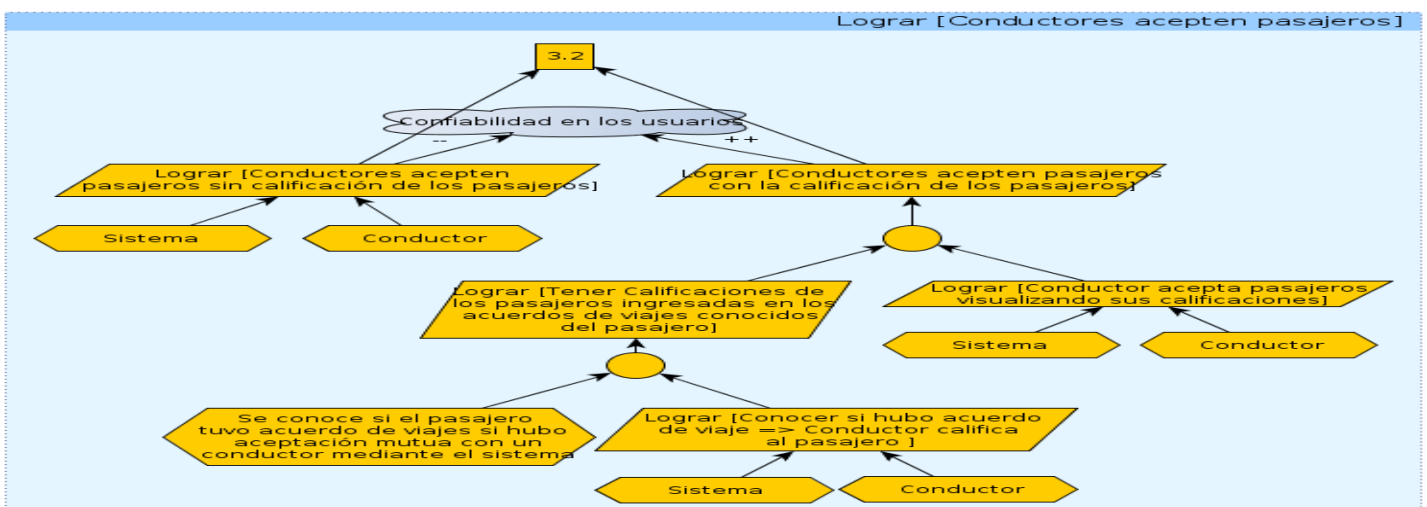 Lograr [Conductores acepten pasajeros]
3.2
Confiabilidad en los usuarios
--
++
Lograr [Conductores acepten
pasajeros sin calificación de los pasajeros]
Lograr [Conductores acepten pasajeros
con la calificación de los pasajeros]
Sistema
Conductor
Lograr [Tener Calificaciones de
los pasajeros ingresadas en los
acuerdos de viajes conocidos
del pasajero]
Lograr [Conductor acepta pasajeros
visualizando sus calificaciones]
Sistema
Conductor
Se conoce si el pasajero
tuvo acuerdo de viajes si hubo
aceptación mutua con un
conductor mediante el sistema
Lograr [Conocer si hubo acuerdo
de viaje => Conductor califica
al pasajero ]
Sistema
Conductor